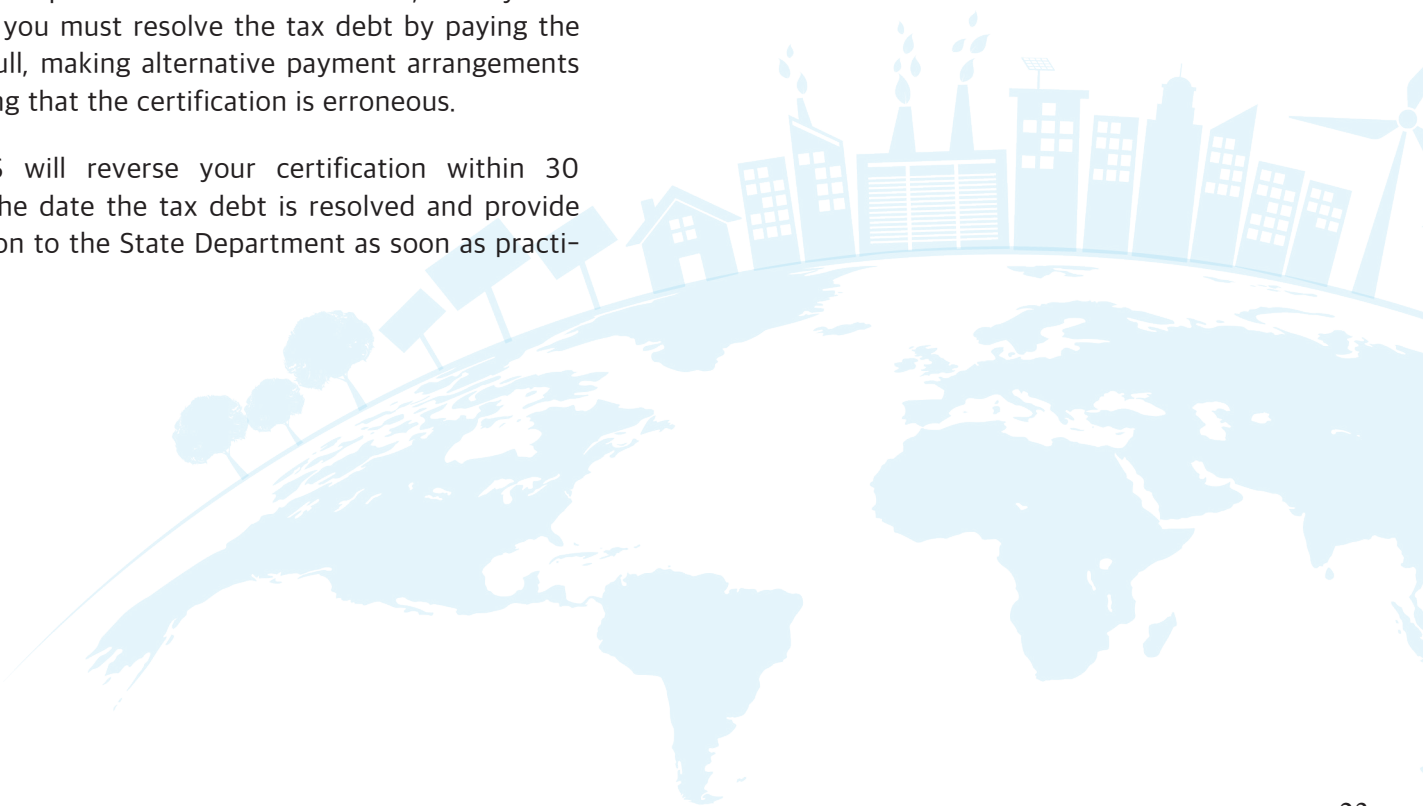 you must resolve the tax debt by paying the
ull, making alternative payment arrangements
ng that the certification is erroneous.
S will reverse your certification within 30
he date the tax debt is resolved and provide
on to the State Department as soon as practi-